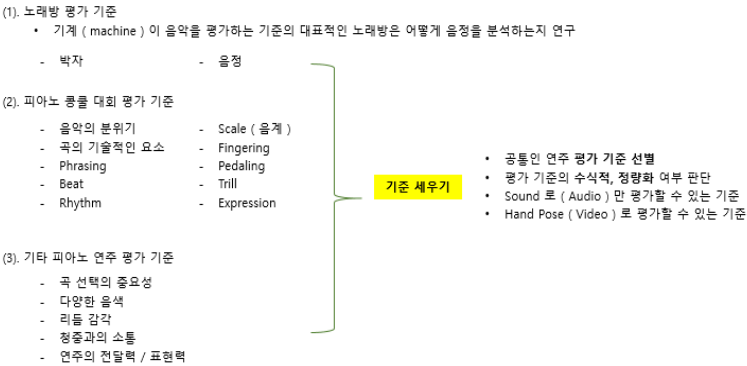 (1). 노래방 평가 기준
• 기계 ( machine ) 이 음악을 평가하는 기준의 대표적인 노래방은 어떻게 음정을 분석하는지 연구
- 박자 - 음정
(2). 피아노 콩쿨 대회 평가 기준
- 음악의 분위기 - Scale ( 음계 )
- 곡의 기술적인 요소 - Fingering
- Phrasing - Pedaling
- Beat - Trill
- Rhythm - Expression
(3). 기타 피아노 연주 평가 기준
- 곡 선택의 중요성
- 다양한 음색
- 리듬 감각
- 청중과의 소통
- 연주의 전달력 / 표현력
기준 세우기
• 공통인 연주 평가 기준 선별
• 평가 기준의 수식적, 정량화 여부 판단
• Sound 로 ( Audio ) 만 평가할 수 있는 기준
• Hand Pose ( Video ) 로 평가할 수 있는 기준